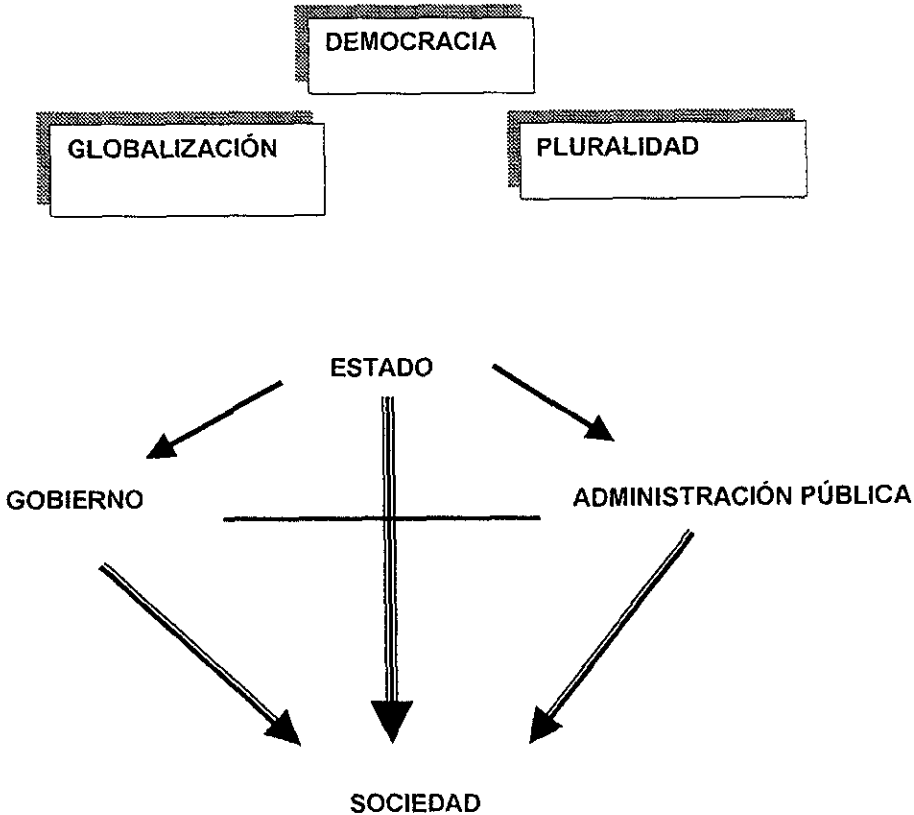 DEMOCRACIA
GLOBALIZACIÓN
PLURALIDAD
ESTADO
GOBIERNO
ADMINISTRACIÓN PÚBLICA
SOCIEDAD